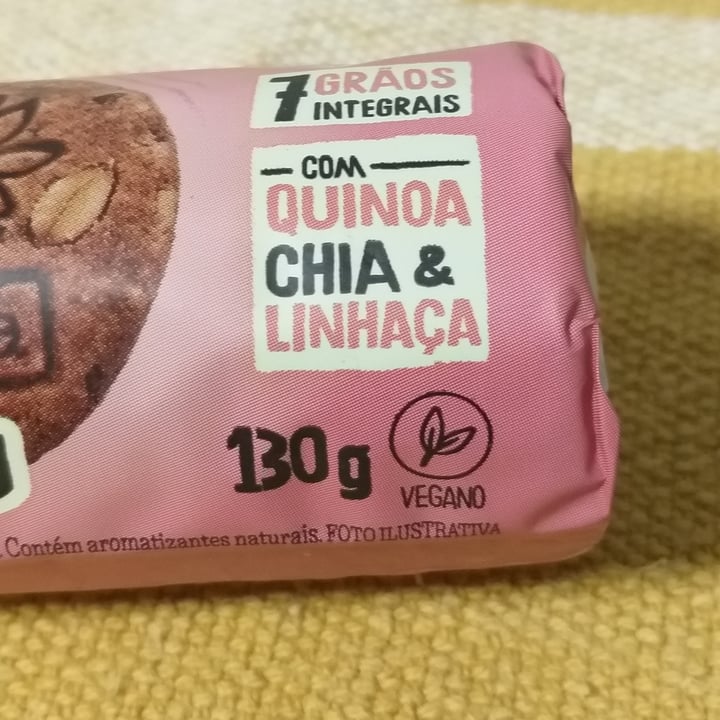 7 GRÃOS
INTEGRAIS
COM
QUINOA
CHIA &
LINHAÇA
130g
VEGANO
. Contém aromatizantes naturais. FOTO ILUSTRATIVA